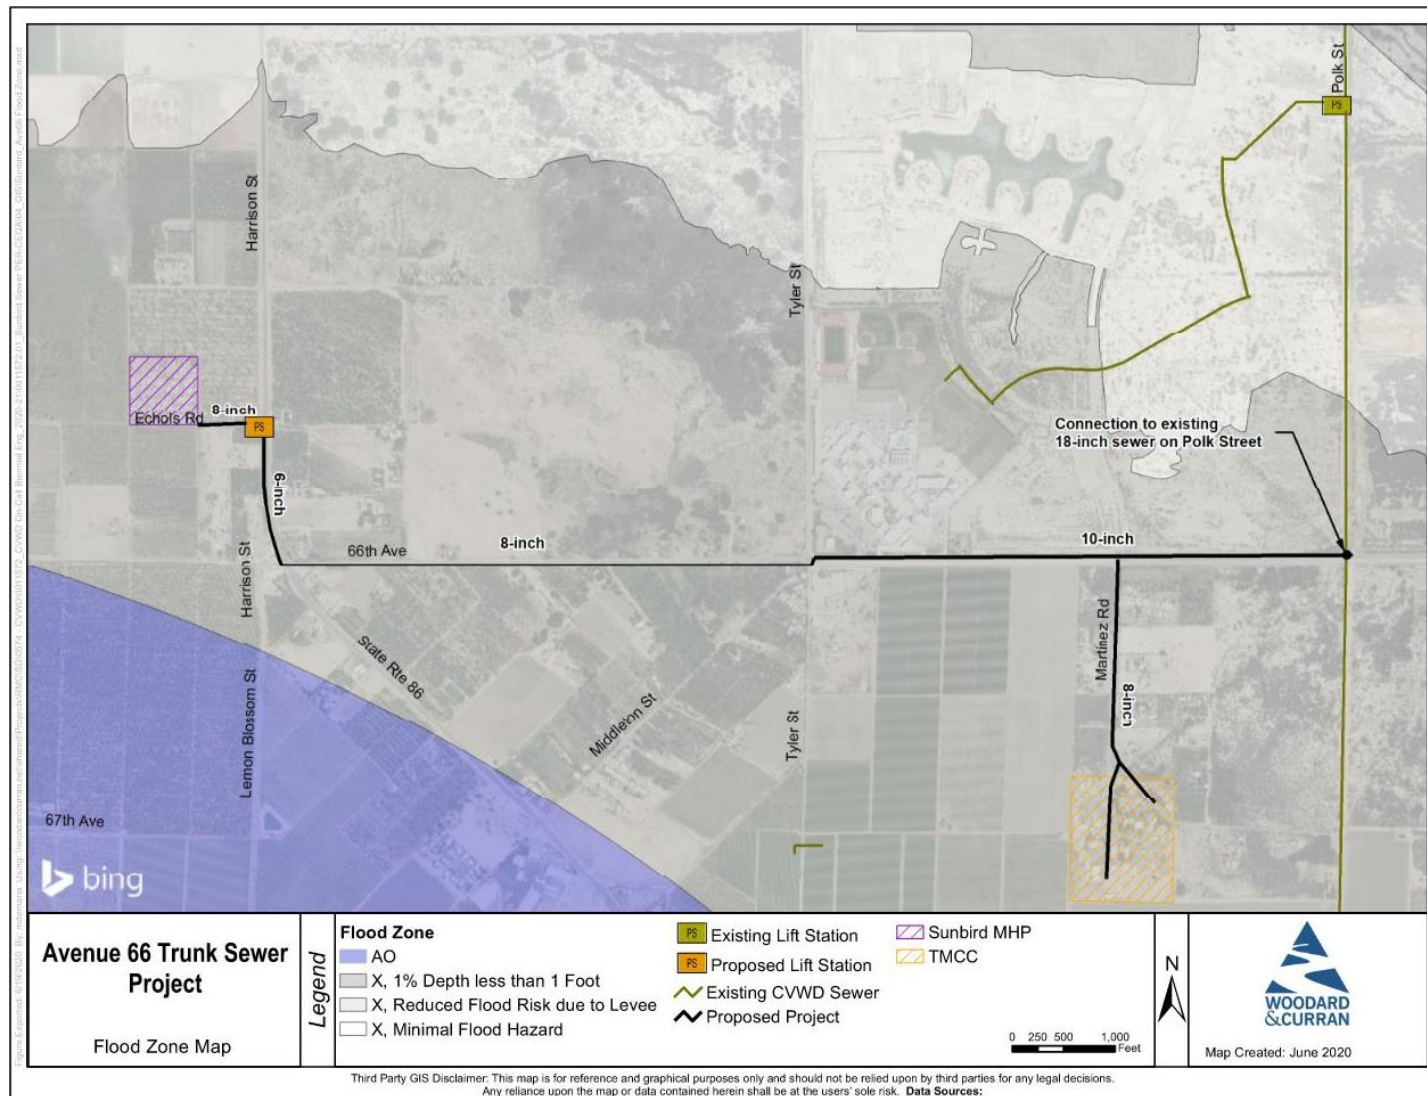 Polk St
PS
Harrison St
Tyler St
Echols Rd
8-inch
PS
6-inch
Connection to existing
18-inch sewer on Polk Street
66th Ave
8-inch
10-inch
Harrison St
State Rte 86
Martinez Rd
8-inch
Lemon Blossom St
Middleton St
Tyler St
67th Ave
bing
Avenue 66 Trunk Sewer
Project
Flood Zone Map
Legend
Flood Zone
AO
X, 1% Depth less than 1 Foot
X, Reduced Flood Risk due to Levee
X, Minimal Flood Hazard
PS Existing Lift Station
PS Proposed Lift Station
Existing CVWD Sewer
Proposed Project
Sunbird MHP
TMCC
0 250 500 1,000
Feet
N
WOODARD
&CURRAN
Map Created: June 2020
Third Party GIS Disclaimer: This map is for reference and graphical purposes only and should not be relied upon by third parties for any legal decisions.
Any reliance upon the map or data contained herein shall be at the users' sole risk. Data Sources: